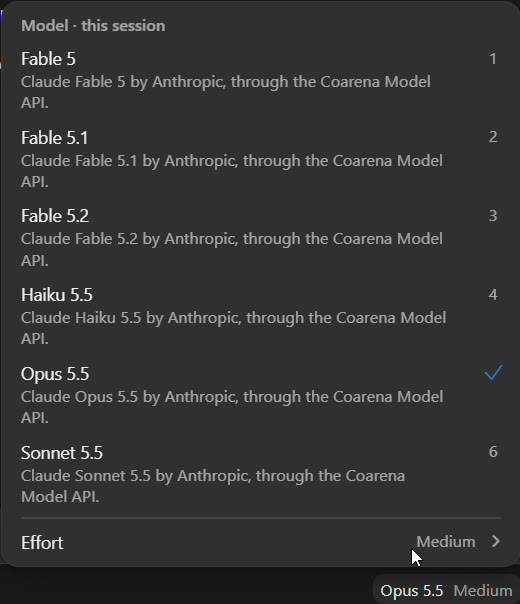 Model · this session
Fable 5 1
Claude Fable 5 by Anthropic, through the Coarena Model
API.
Fable 5.1 2
Claude Fable 5.1 by Anthropic, through the Coarena Model
API.
Fable 5.2 3
Claude Fable 5.2 by Anthropic, through the Coarena Model
API.
Haiku 5.5 4
Claude Haiku 5.5 by Anthropic, through the Coarena Model
API.
Opus 5.5
Claude Opus 5.5 by Anthropic, through the Coarena Model
API.
Sonnet 5.5 6
Claude Sonnet 5.5 by Anthropic, through the Coarena
Model API.
Effort Medium
Opus 5.5 Medium